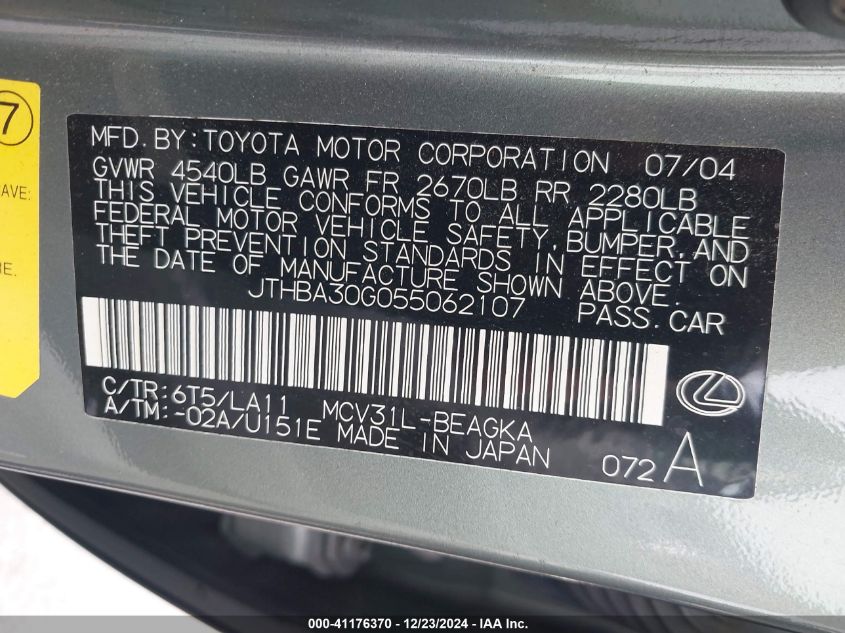 7
AVE.
E.
MFD.BY:TOYOTA MOTOR CORPORATION 07/04
GVWR 4540LB GAWR FR 2670LB RR 2280LB
THIS VEHICLE CONFORMS TO ALL APPLICABLE
FEDERAL MOTOR VEHICLE SAFETY,BUMPER,AND
THEFT PREVENTION STANDARDS IN EFFECT ON
THE DATE OF MANUFACTURE SHOWN ABOVE.
JTHBA30G055062107 PASS.CAR
C/TR:6T5/LA11 MCV31L-BEAGKA
A/TM:-02A/U151E MADE IN JAPAN
072A
000-41176370 - 12/23/2024 - IAA Inc.